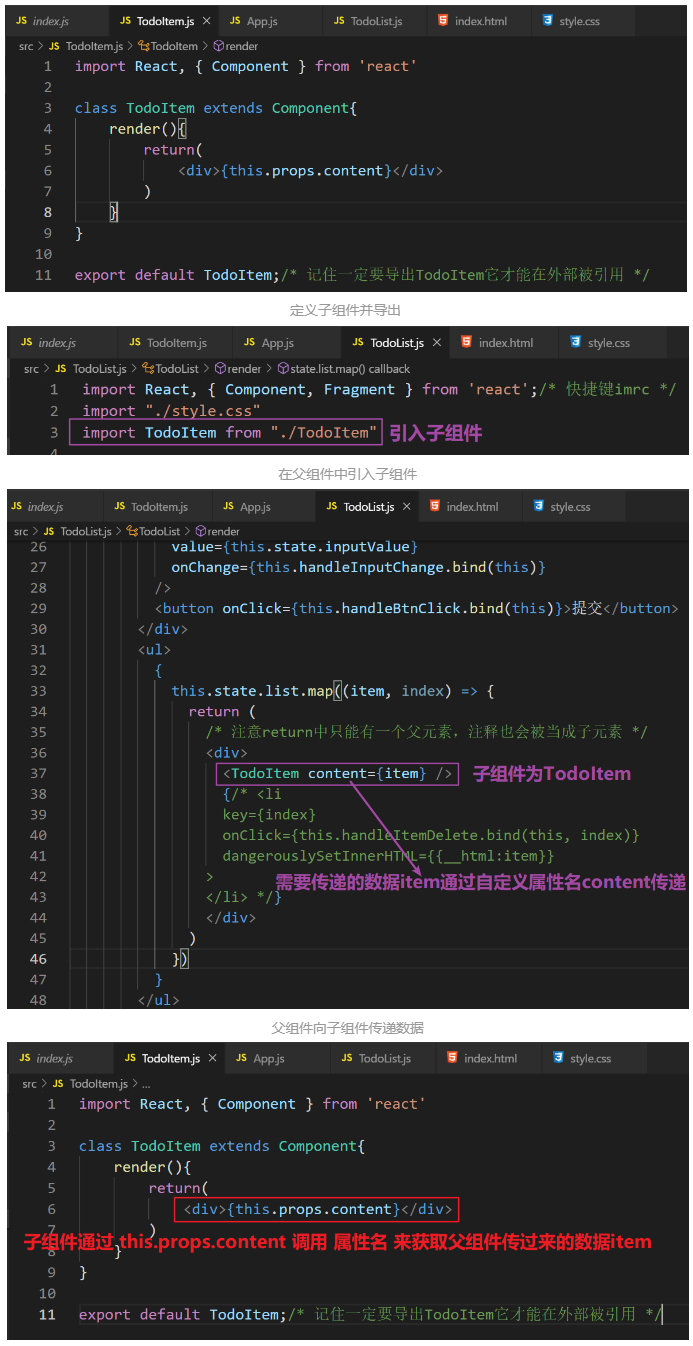 index.js TodoItem.js App.js TodoList.js index.html style.css
src > JS TodoItem.js > TodoItem > render
1 import React, { Component } from 'react'
2
3 class TodoItem extends Component{
4 render(){
5 return(
6 <div>{this.props.content}</div>
7 )
8 }
9 }
10
11 export default TodoItem;/* 记住一定要导出TodoItem它才能在外部被引用 */
定义子组件并导出
JS index.js JS TodoItem.js JS App.js JS TodoList.js index.html style.css
src > JS TodoList.js > TodoList > render > state.list.map() callback
1 import React, { Component, Fragment } from 'react';/* 快捷键imrc */
2 import "./style.css"
3 import TodoItem from "./TodoItem" 引入子组件
4
在父组件中引入子组件
JS index.js JS TodoItem.js JS App.js JS TodoList.js index.html style.css
src > JS TodoList.js > TodoList > render
26 value={this.state.inputValue}
27 onChange={this.handleInputChange.bind(this)}
28 />
29 <button onClick={this.handleBtnClick.bind(this)}>提交</button>
30 </div>
31 <ul>
32 {
33 this.state.list.map((item, index) => {
34 return (
35 /* 注意return中只能有一个父元素，注释也会被当成子元素 */
36 <div>
37 <TodoItem content={item} /> 子组件为TodoItem
38 {/* <li
39 key={index}
40 onClick={this.handleItemDelete.bind(this, index)}
41 dangerouslySetInnerHTML={{__html:item}}
42 > 需要传递的数据item通过自定义属性名content传递
43 </li> */}
44 </div>
45 )
46 })
47 }
48 </ul>
父组件向子组件传递数据
JS index.js JS TodoItem.js JS App.js JS TodoList.js index.html style.css
src > JS TodoItem.js > ...
1 import React, { Component } from 'react'
2
3 class TodoItem extends Component{
4 render(){
5 return(
6 <div>{this.props.content}</div>
7 )
子组件通过 this.props.content 调用 属性名 来获取父组件传过来的数据item
8 }
9 }
10
11 export default TodoItem;/* 记住一定要导出TodoItem它才能在外部被引用 */